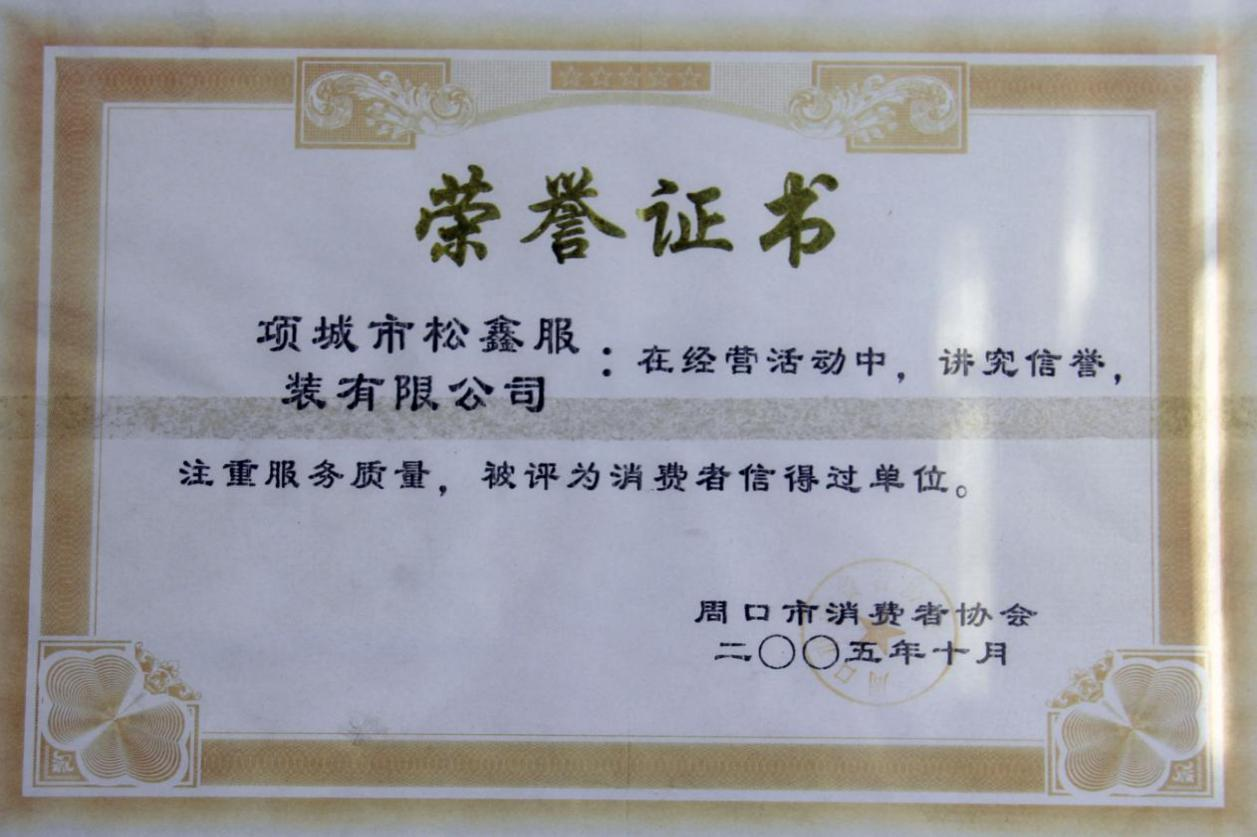 荣誉证书
项城市松鑫服
装有限公司
：在经营活动中，讲究信誉，
注重服务质量，被评为消费者信得过单位。
周口市消费者协会
二〇〇五年十月